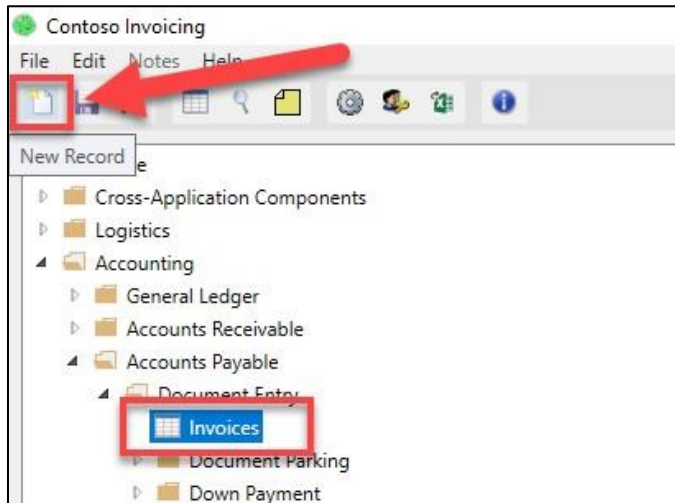 Contoso Invoicing
File Edit Notes Help
New Record
e
Cross-Application Components
Logistics
Accounting
General Ledger
Accounts Receivable
Accounts Payable
Document Entry
Invoices
Document Parking
Down Payment